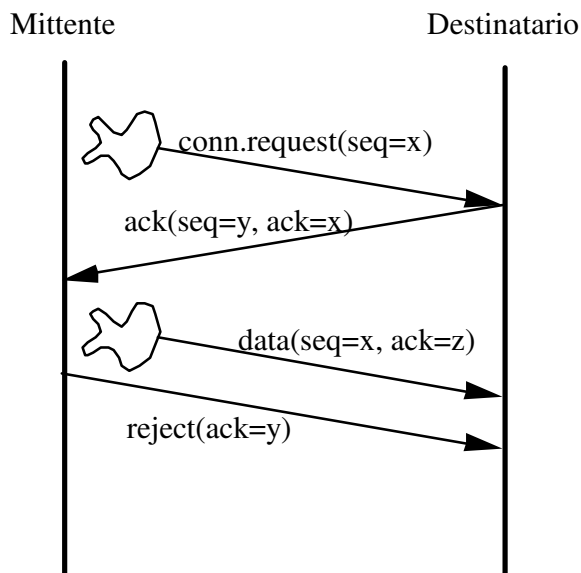 Mittente
Destinatario
conn.request(seq=x)
ack(seq=y, ack=x)
data(seq=x, ack=z)
reject(ack=y)